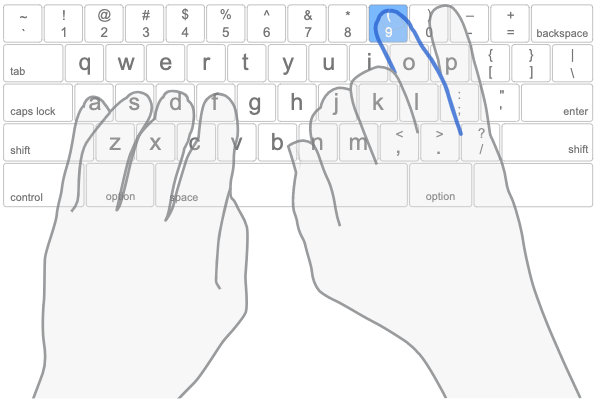 ~ ! @ # $ % ^ & * ( ) _ +
` 1 2 3 4 5 6 7 8 9 0 - = backspace
tab q w e r t y u i o p { [ } ] | \
caps lock a s d f g h j k l : ; " ' enter
shift z x c v b n m < , > . ? / shift
control option space option